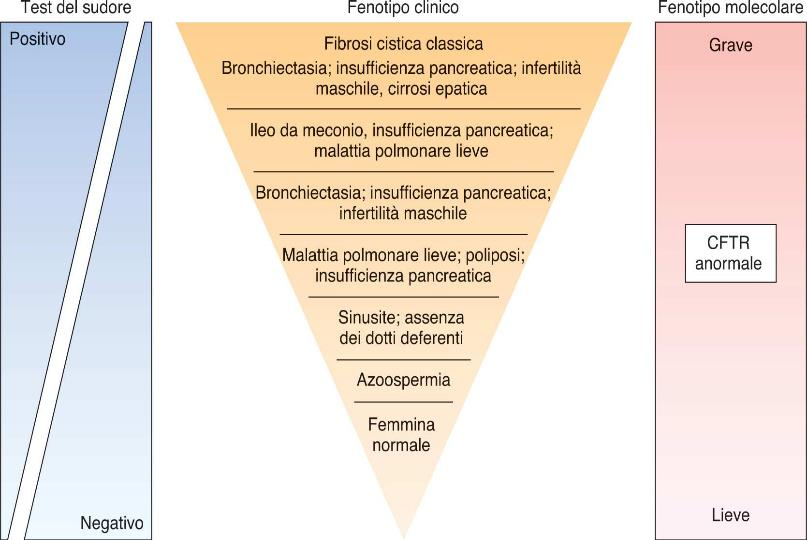 Test del sudore
Positivo
Negativo
Fenotipo clinico
Fibrosi cistica classica
Bronchiectasia; insufficienza pancreatica; infertilità
maschile, cirrosi epatica
Ileo da meconio, insufficienza pancreatica;
malattia polmonare lieve
Bronchiectasia; insufficienza pancreatica;
infertilità maschile
Malattia polmonare lieve; poliposi;
insufficienza pancreatica
Sinusite; assenza
dei dotti deferenti
Azoospermia
Femmina
normale
Fenotipo molecolare
Grave
CFTR
anormale
Lieve